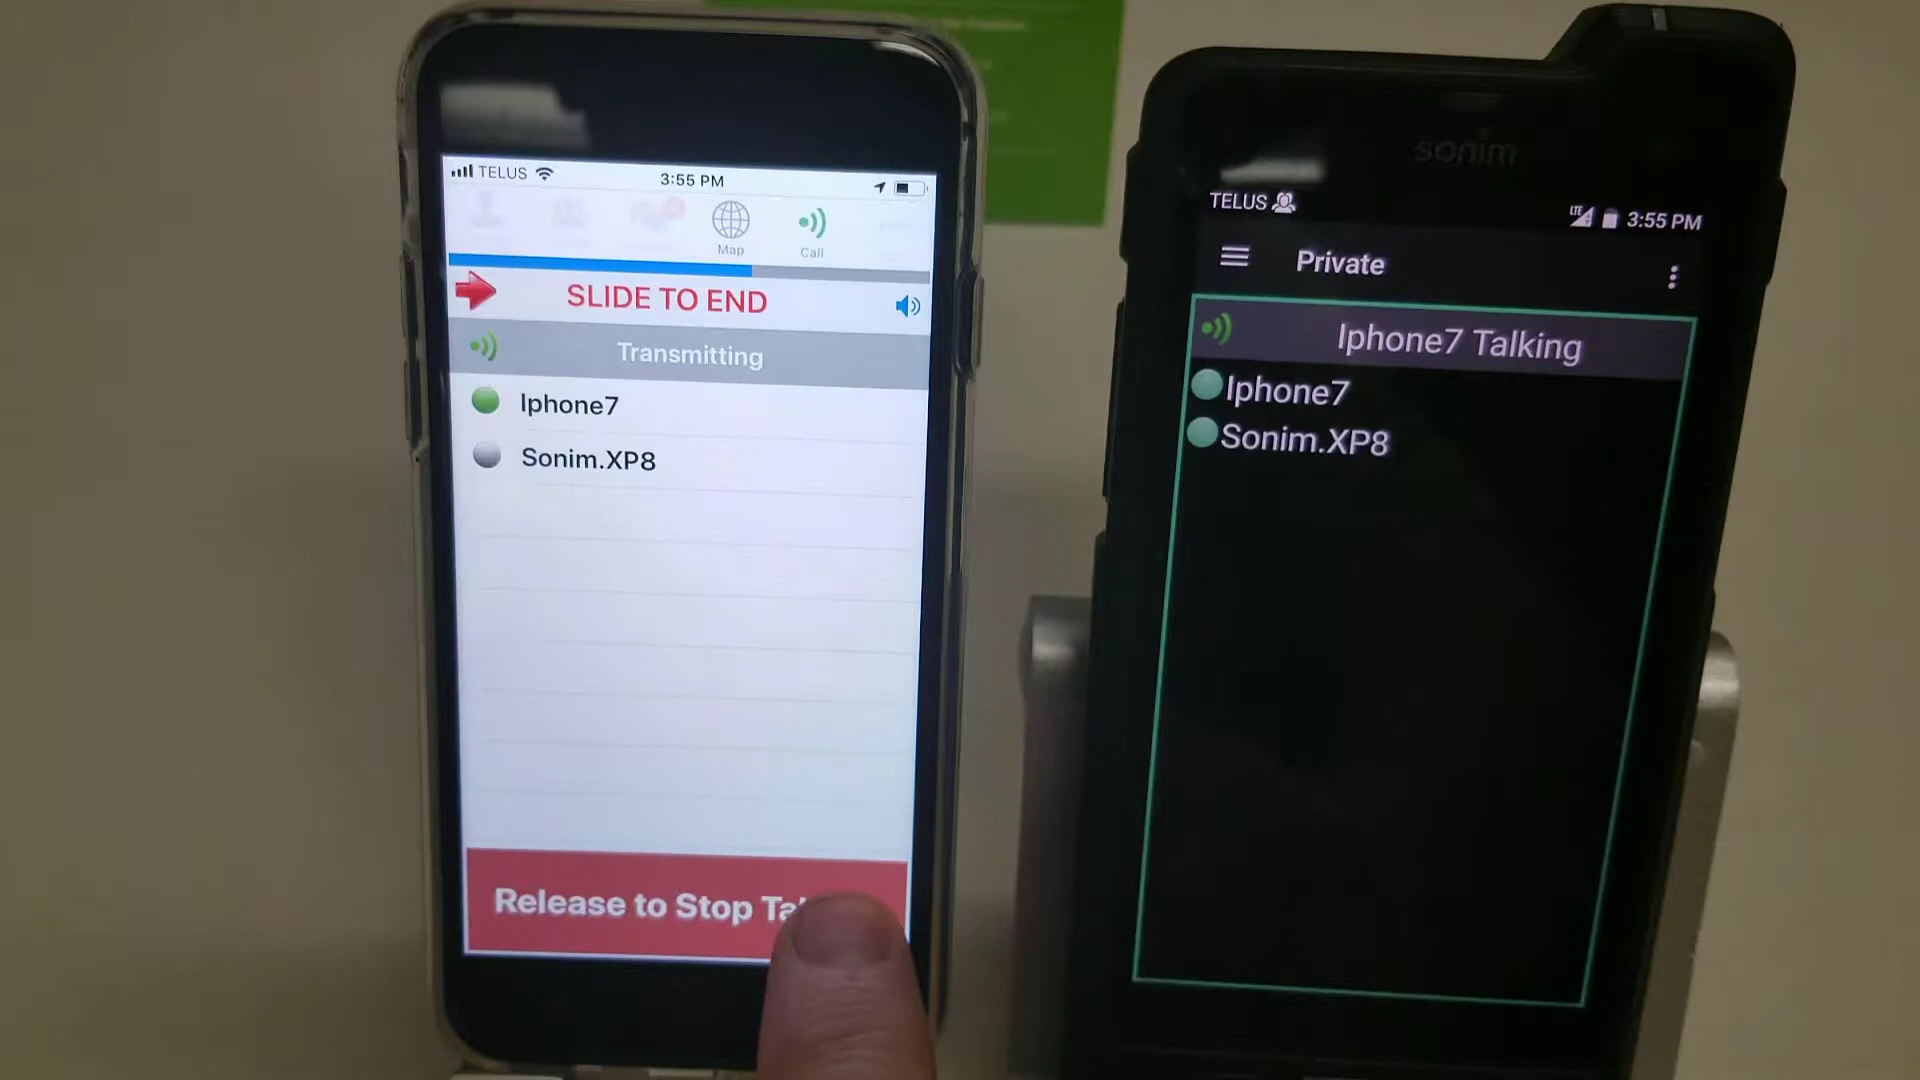 TELUS
3:55 PM
Map
Call
SLIDE TO END
Transmitting
Iphone7
Sonim.XP8
Release to Stop
sonim
TELUS
LTE
3:55 PM
Private
Iphone7 Talking
Iphone7
Sonim.XP8